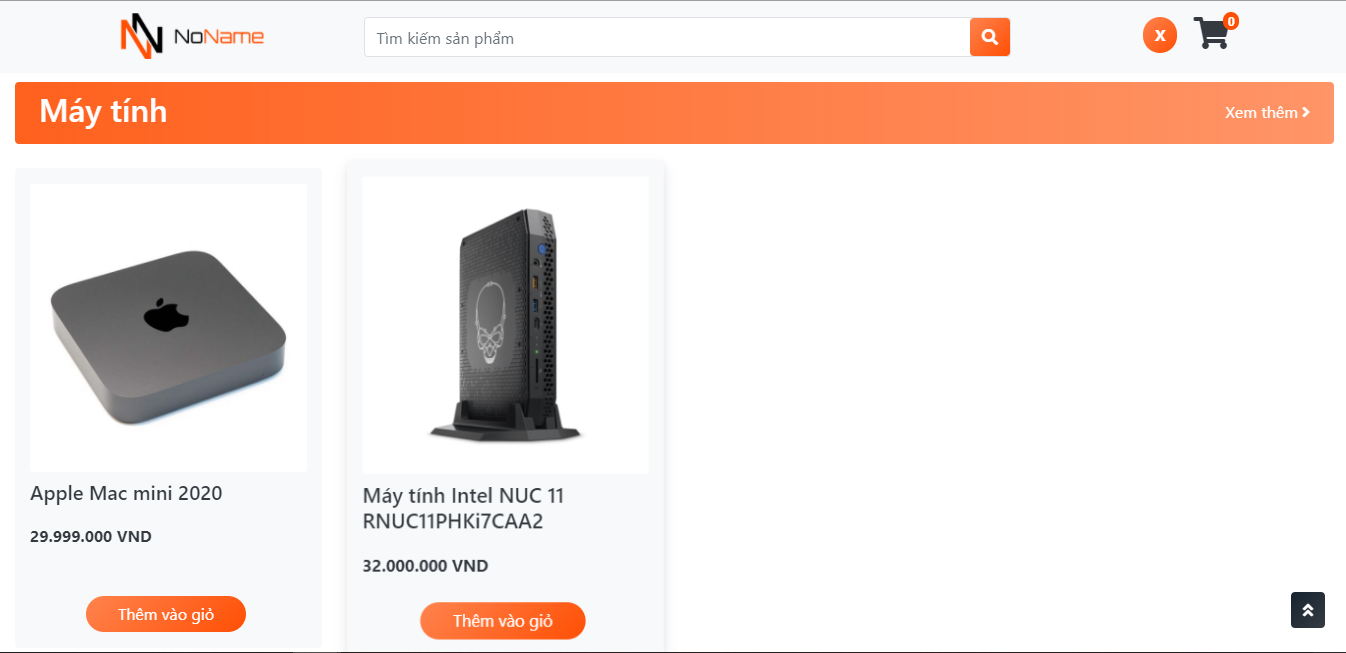 NoName
Tìm kiếm sản phẩm
X
0
Máy tính
Xem thêm
Apple Mac mini 2020
29.999.000 VND
Thêm vào giỏ
Máy tính Intel NUC 11
RNUC11PHKi7CAA2
32.000.000 VND
Thêm vào giỏ